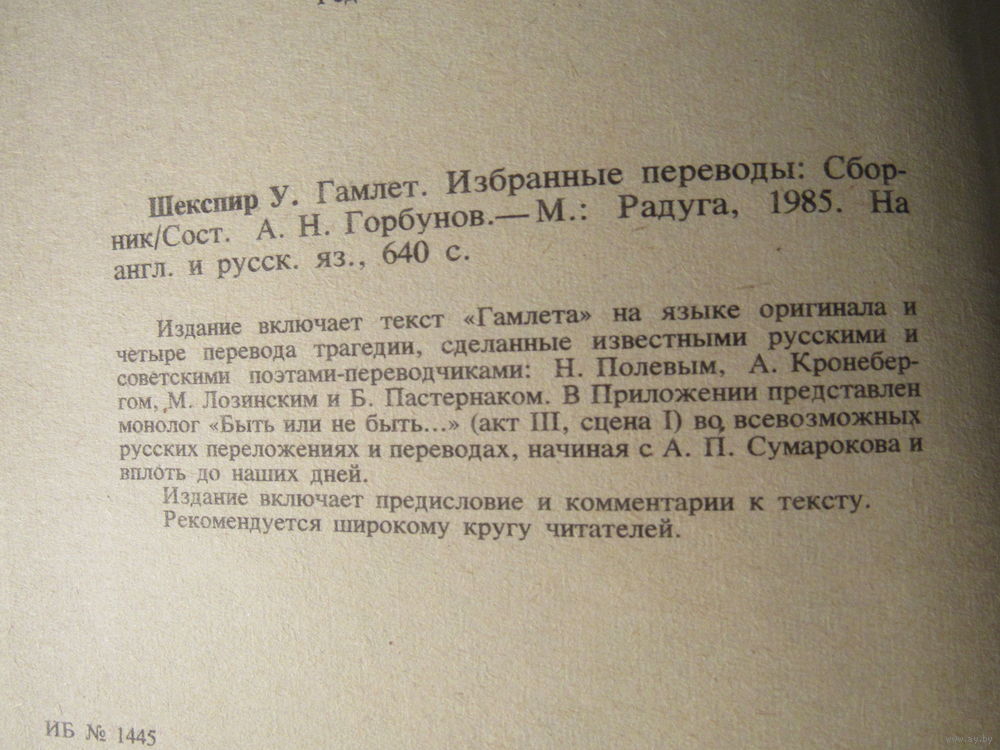 Шекспир У. Гамлет. Избранные переводы: Сбор-
ник/Сост. А. Н. Горбунов.— М.: Радуга, 1985. На
англ. и русск. яз., 640 с.
Издание включает текст «Гамлета» на языке оригинала и
четыре перевода трагедии, сделанные известными русскими и
советскими поэтами-переводчиками: Н. Полевым, А. Кронебер-
гом, М. Лозинским и Б. Пастернаком. В Приложении представлен
монолог «Быть или не быть...» (акт III, сцена I) во всевозможных
русских переложениях и переводах, начиная с А. П. Сумарокова и
вплоть до наших дней.
Издание включает предисловие и комментарии к тексту.
Рекомендуется широкому кругу читателей.
ИБ № 1445
www.ay.by